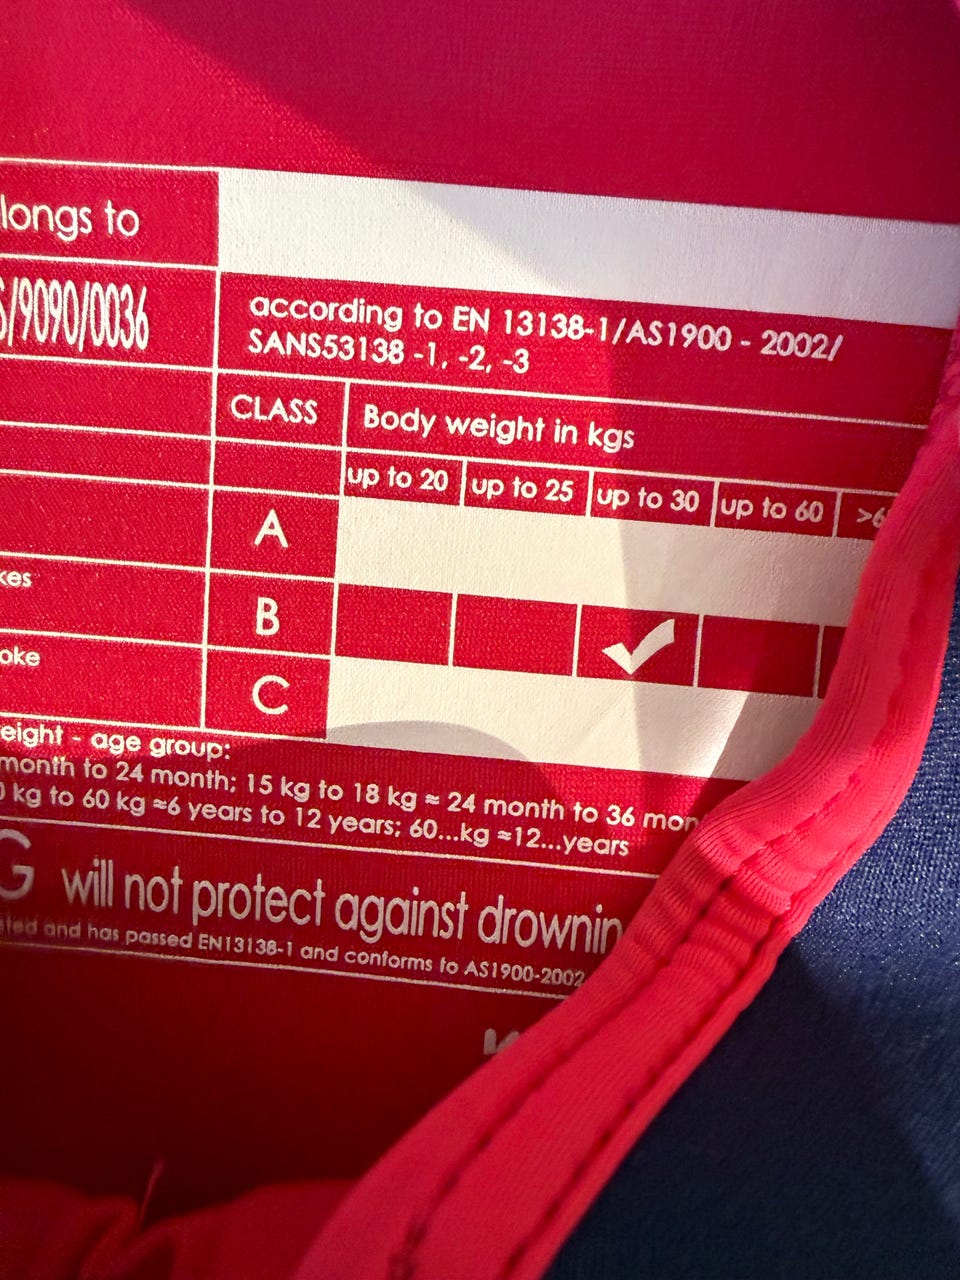 longs to
/9090/0036
according to EN 13138-1/AS1900 - 2002/
SANS53138 -1, -2, -3
CLASS Body weight in kgs
up to 20 up to 25 up to 30 up to 60
A
B ✓
C
eight - age group:
month to 24 month; 15 kg to 18 kg ≈ 24 month to 36 mon
kg to 60 kg ≈6 years to 12 years; 60...kg ≈12...years
G will not protect against drownin
and has passed EN13138-1 and conforms to AS1900-2002